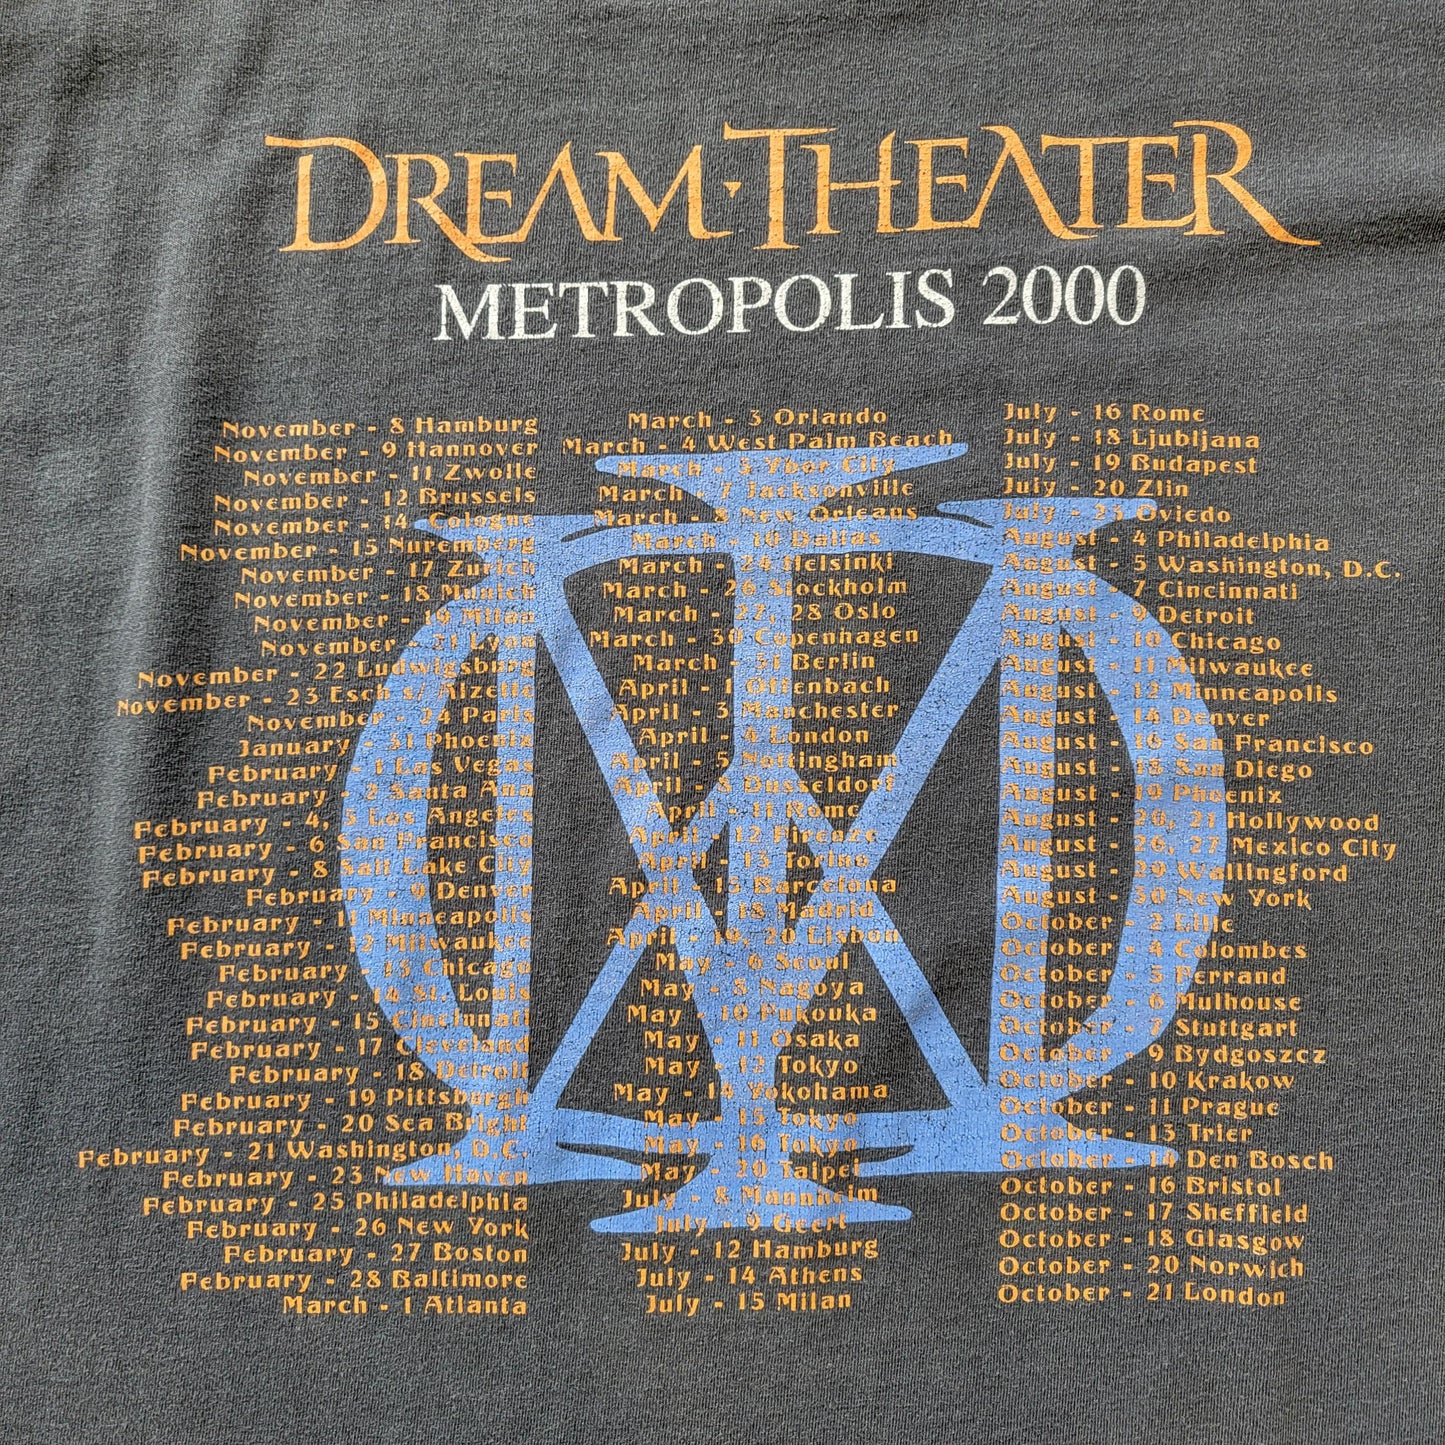 DREAM·THEATER
METROPOLIS 2000
November - 8 Hamburg
November - 9 Hannover
November - 11 Zwolle
November - 12 Brussels
November - 14 Cologne
November - 15 Nuremberg
November - 17 Zurich
November - 18 Munich
November - 19 Milan
November - 21 Lyon
November - 22 Ludwigsburg
November - 23 Esch s/ Alzette
November - 24 Paris
January - 31 Phoenix
February - 1 Las Vegas
February - 2 Santa Ana
February - 4, 5 Los Angeles
February - 6 San Francisco
February - 8 Salt Lake City
February - 9 Denver
February - 11 Minneapolis
February - 12 Milwaukee
February - 13 Chicago
February - 14 St. Louis
February - 15 Cincinnati
February - 17 Cleveland
February - 18 Detroit
February - 19 Pittsburgh
February - 20 Sea Bright
February - 21 Washington, D.C.
February - 23 New Haven
February - 25 Philadelphia
February - 26 New York
February - 27 Boston
February - 28 Baltimore
March - 1 Atlanta
March - 3 Orlando
March - 4 West Palm Beach
March - 5 Ybor City
March - 7 Jacksonville
March - 8 New Orleans
March - 10 Dallas
March - 24 Helsinki
March - 26 Stockholm
March - 27, 28 Oslo
March - 30 Copenhagen
March - 31 Berlin
April - 1 Offenbach
April - 3 Manchester
April - 4 London
April - 5 Nottingham
April - 8 Dusseldorf
April - 11 Rome
April - 12 Firenze
April - 13 Torino
April - 15 Barcelona
April - 18 Madrid
April - 19, 20 Lisbon
May - 6 Seoul
May - 8 Nagoya
May - 10 Fukouka
May - 11 Osaka
May - 12 Tokyo
May - 14 Yokohama
May - 15 Tokyo
May - 16 Tokyo
May - 20 Taipei
July - 8 Mannheim
July - 9 Geert
July - 12 Hamburg
July - 14 Athens
July - 15 Milan
July - 16 Rome
July - 18 Ljubljana
July - 19 Budapest
July - 20 Zlin
July - 23 Oviedo
August - 4 Philadelphia
August - 5 Washington, D.C.
August - 7 Cincinnati
August - 9 Detroit
August - 10 Chicago
August - 11 Milwaukee
August - 12 Minneapolis
August - 14 Denver
August - 16 San Francisco
August - 18 San Diego
August - 19 Phoenix
August - 20, 21 Hollywood
August - 26, 27 Mexico City
August - 29 Wallingford
August - 30 New York
October - 2 Lille
October - 4 Colombes
October - 5 Ferrand
October - 6 Mulhouse
October - 7 Stuttgart
October - 9 Bydgoszcz
October - 10 Krakow
October - 11 Prague
October - 13 Trier
October - 14 Den Bosch
October - 16 Bristol
October - 17 Sheffield
October - 18 Glasgow
October - 20 Norwich
October - 21 London